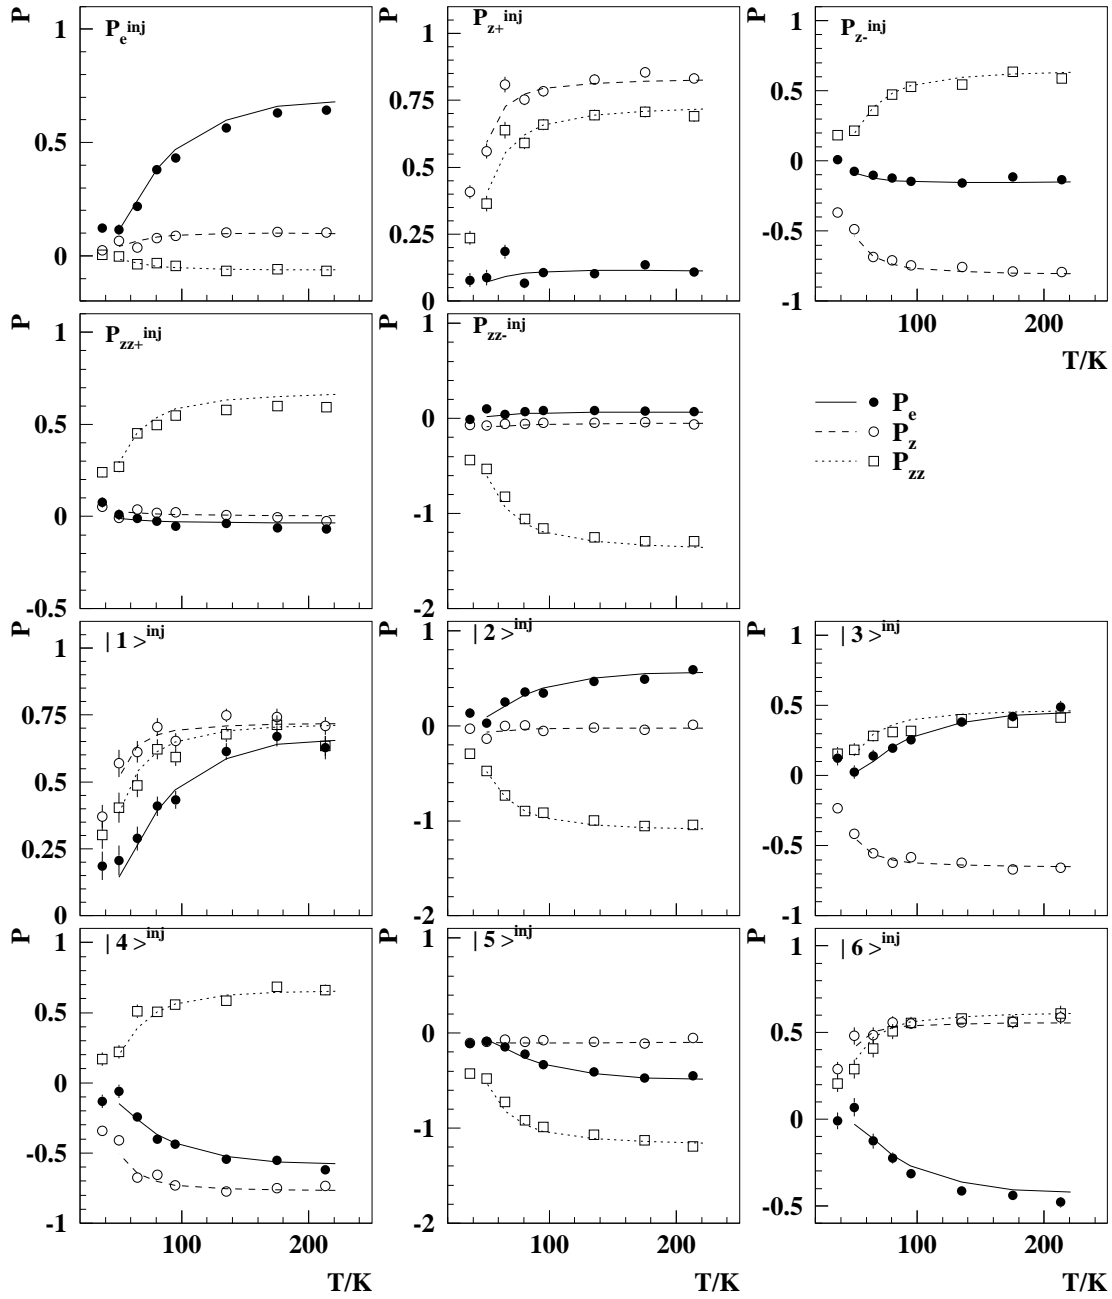 P
P_e^inj
1
0.5
0
P
P_z+^inj
1
0.75
0.5
0.25
0
P
P_z-^inj
1
0.5
0
-0.5
-1
100
200
T/K
P
P_zz+^inj
1
0.5
0
-0.5
P
P_zz-^inj
1
0
-1
-2
P_e
P_z
P_zz
P
| 1 >^inj
1
0.75
0.5
0.25
0
P
| 2 >^inj
1
0
-1
-2
P
| 3 >^inj
1
0.5
0
-0.5
-1
P
| 4 >^inj
1
0.5
0
-0.5
-1
100
200
T/K
P
| 5 >^inj
1
0
-1
-2
100
200
T/K
P
| 6 >^inj
1
0.5
0
-0.5
100
200
T/K